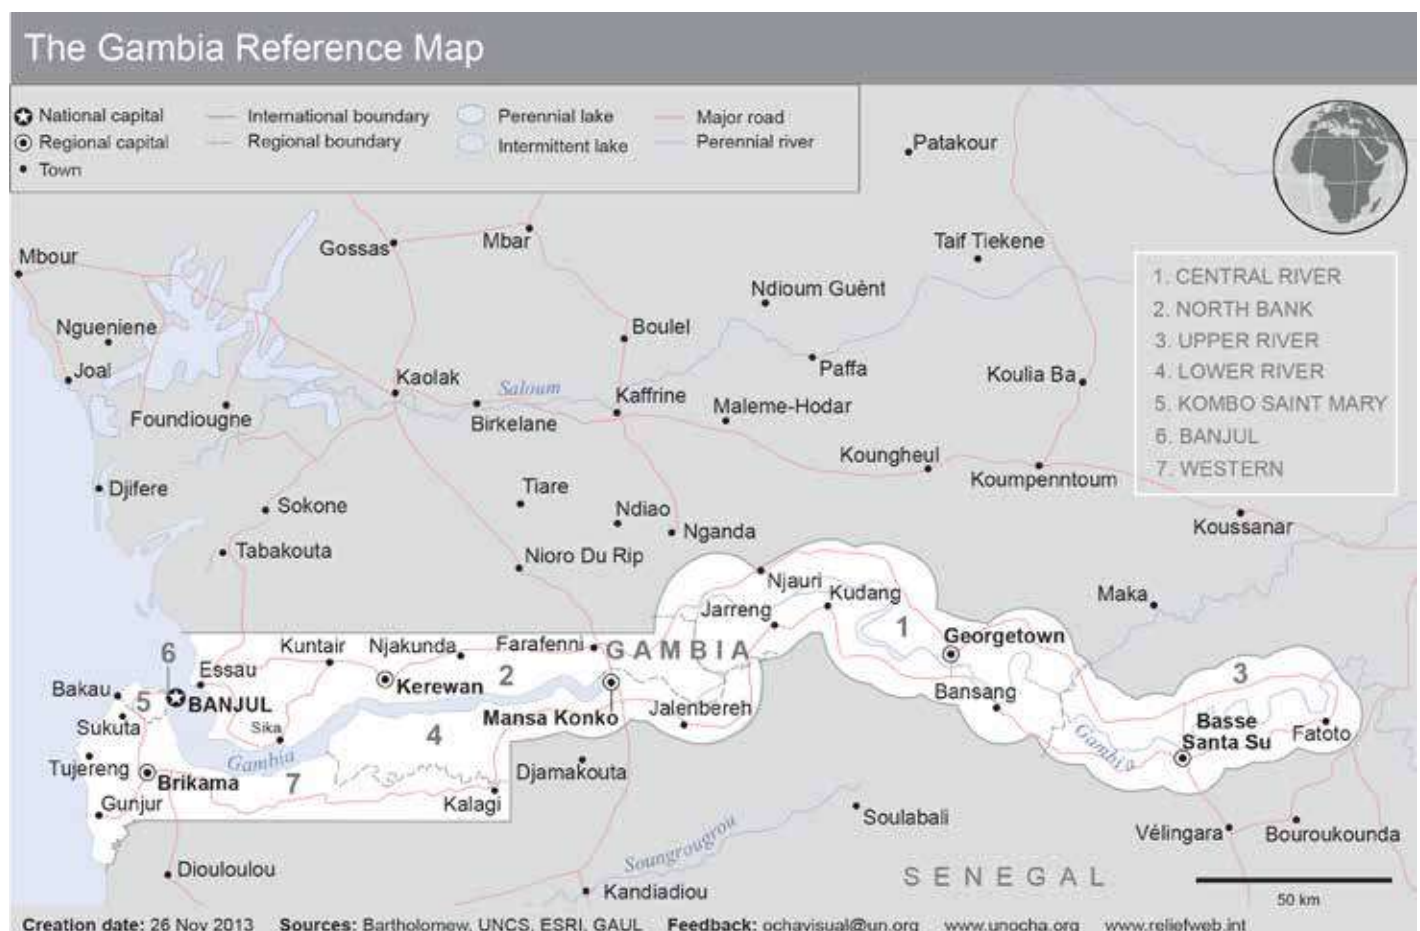 The Gambia Reference Map
National capital
Regional capital
Town
International boundary
Regional boundary
Perennial lake
Intermittent lake
Major road
Perennial river
Patakour
Mbar
Gossas
Taif Tiekene
Mbour
1. CENTRAL RIVER
2. NORTH BANK
3. UPPER RIVER
4. LOWER RIVER
5. KOMBO SAINT MARY
6. BANJUL
7. WESTERN
Ndioum Guènt
Ngueniene
Boulel
Joal
Paffa
Koulia Ba
Kaolak
Saloum
Kaffrine
Maleme-Hodar
Foundiougne
Birkelane
Koungheul
Koumpenntoum
Djifere
Tiare
Sokone
Ndiao
Nganda
Koussanar
Tabakouta
Nioro Du Rip
Njauri
Kudang
Maka
Jarreng
1
Georgetown
Kuntair
Njakunda
Farafenni
GAMBIA
6
Essau
Kerewan
2
3
Bakau
5
BANJUL
Bansang
Sukuta
Sika
Mansa Konko
Jalenbereh
Basse
Santa Su
Fatoto
4
Gambia
Gambia
Tujereng
Brikama
7
Djamakouta
Gunjur
Kalagi
Soulabali
Vélingara
Bouroukounda
Soungrougrou
Diouloulou
Kandiadiou
SENEGAL
50 km
Creation date: 26 Nov 2013 Sources: Bartholomew, UNCS, ESRI, GAUL Feedback: ochavisual@un.org www.unocha.org www.reliefweb.int